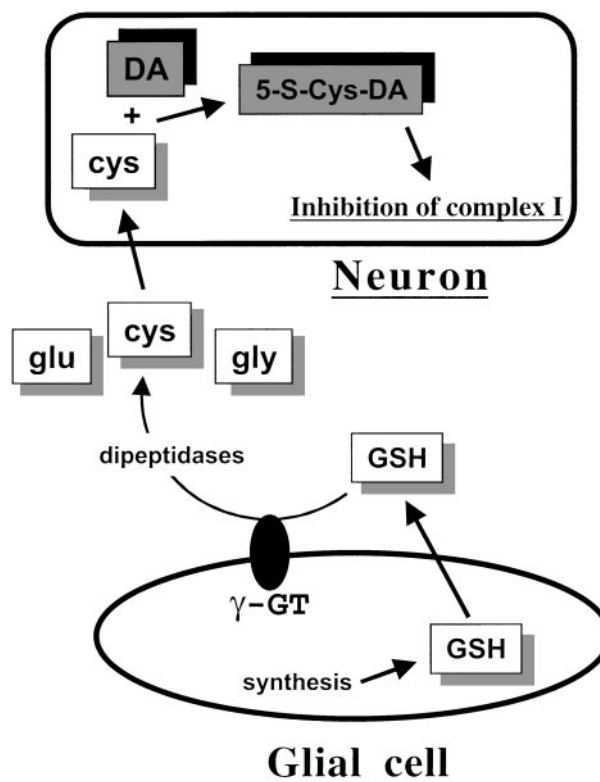 DA
5-S-Cys-DA
+
cys
Inhibition of complex I
Neuron
cys
glu
gly
dipeptidases
GSH
γ-GT
GSH
synthesis
Glial cell